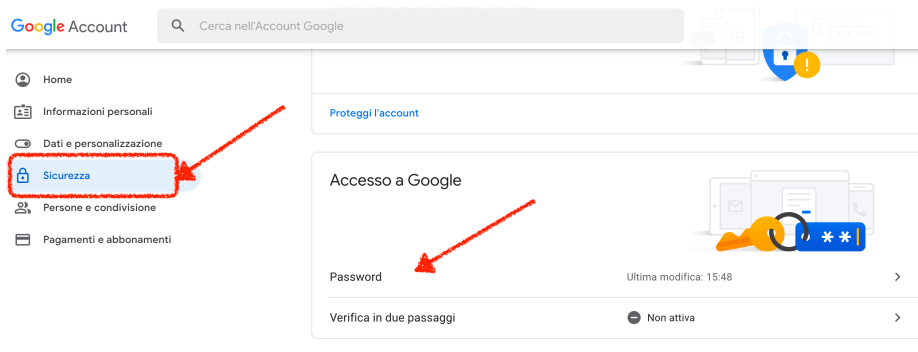 Google Account
Cerca nell'Account Google
Home
Informazioni personali
Dati e personalizzazione
Sicurezza
Persone e condivisione
Pagamenti e abbonamenti
Proteggi l'account
Accesso a Google
Password
Ultima modifica: 15:48
Verifica in due passaggi
Non attiva